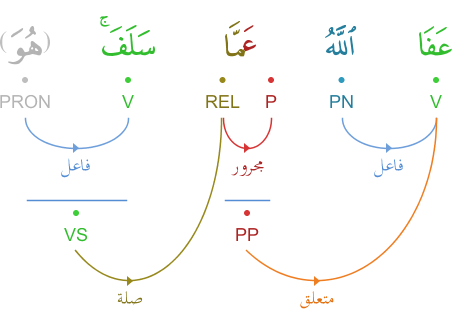 عَفَا ٱللَّهُ عَمَّا سَلَفَ ۚ (هُوَ)
V PN P REL V PRON
فاعل مجرور فاعل
PP VS
متعلق صلة